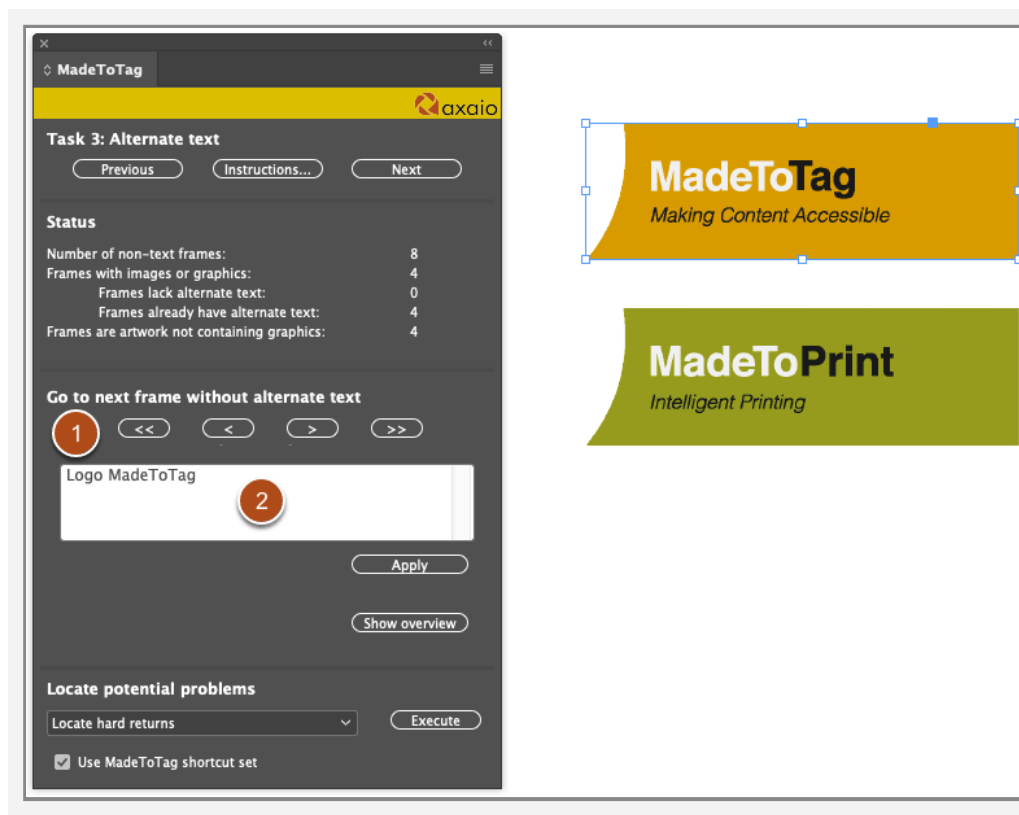 MadeToTag
axaio
Task 3: Alternate text
Previous Instructions... Next
Status
Number of non-text frames: 8
Frames with images or graphics: 4
Frames lack alternate text: 0
Frames already have alternate text: 4
Frames are artwork not containing graphics: 4
Go to next frame without alternate text
1 << < > >>
Logo MadeToTag
2
Apply
Show overview
Locate potential problems
Locate hard returns Execute
Use MadeToTag shortcut set
MadeToTag
Making Content Accessible
MadeToPrint
Intelligent Printing